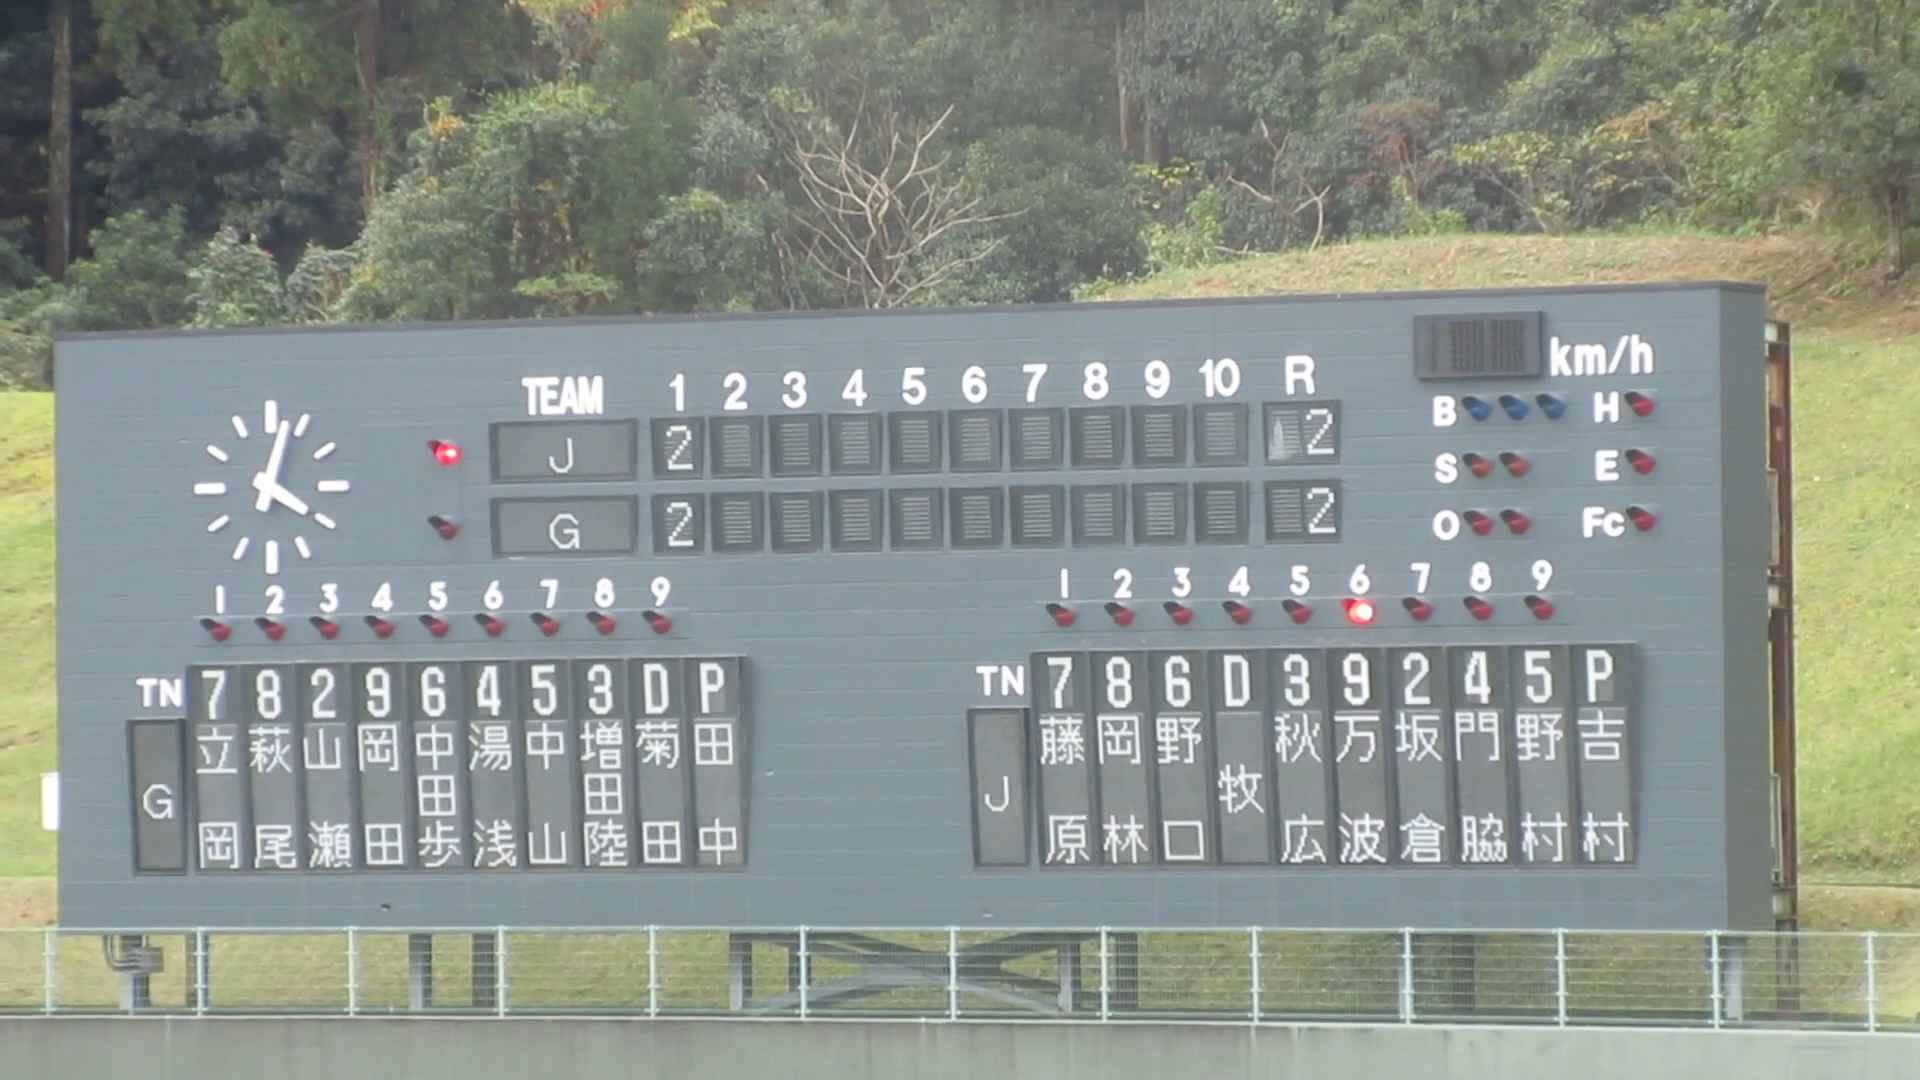 km/h
TEAM 1 2 3 4 5 6 7 8 9 10 R
J 2 2
G 2 2
B H
S E
O Fc
1 2 3 4 5 6 7 8 9
TN 7 8 2 9 6 4 5 3 D P
G 立岡 萩尾 山瀬 岡田 中田歩 湯浅 中山 増田陸 菊田 田中
1 2 3 4 5 6 7 8 9
TN 7 8 6 D 3 9 2 4 5 P
J 藤原 岡林 野口 牧 秋広 万波 坂倉 門脇 野村 吉村